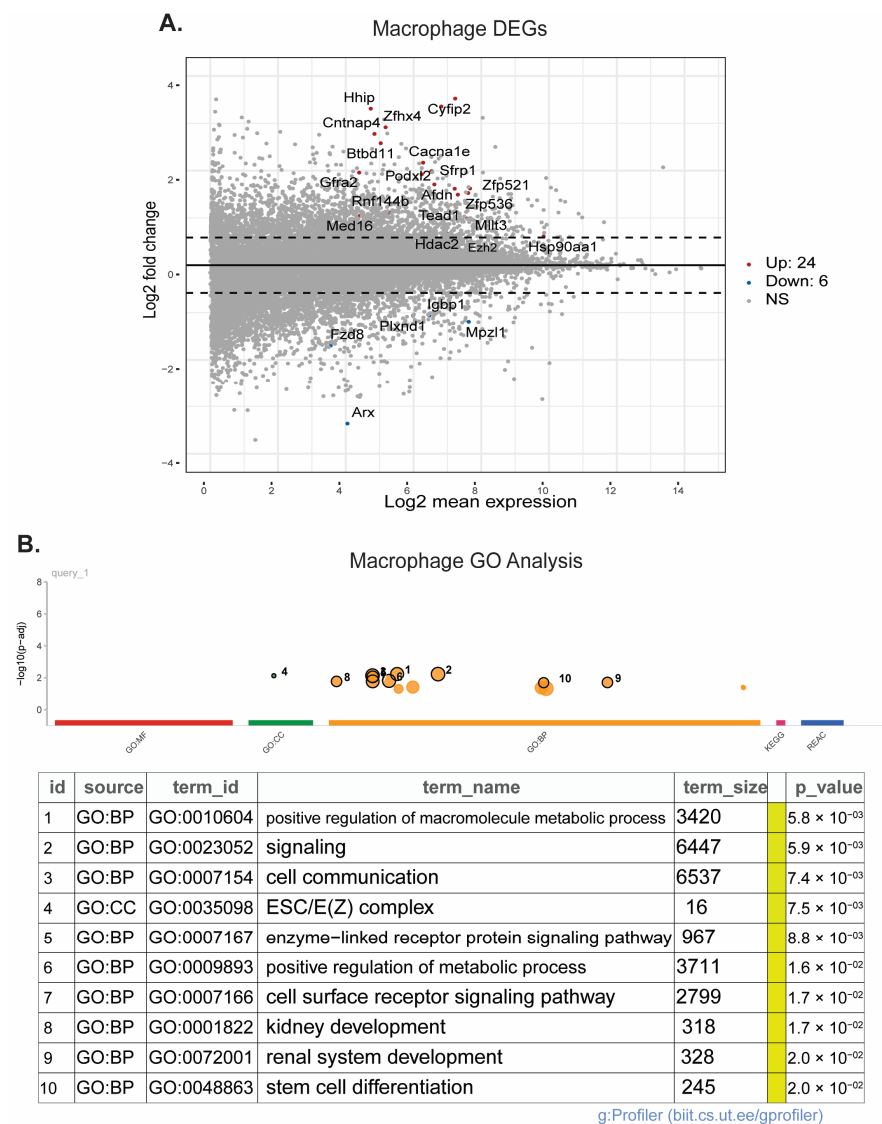 A.
Macrophage DEGs
Log2 fold change
4
2
0
−2
−4
Hhip
Cyfip2
Cntnap4
Zfhx4
Btbd11
Cacna1e
Gfra2
Podxl2
Sfrp1
Zfp521
Rnf144b
Afdn
Zfp536
Med16
Tead1
Mllt3
Hdac2
Ezh2
Hsp90aa1
Igbp1
Plxnd1
Fzd8
Mpzl1
Arx
Up: 24
Down: 6
NS
0 2 4 6 8 10 12 14
Log2 mean expression
B.
Macrophage GO Analysis
query_1
−log10(p−adj)
8
6
4
2
0
4
8
6
1
2
10
9
GO:MF
GO:CC
GO:BP
KEGG
REAC
id source term_id term_name term_size p_value
1 GO:BP GO:0010604 positive regulation of macromolecule metabolic process 3420 5.8 × 10⁻⁰³
2 GO:BP GO:0023052 signaling 6447 5.9 × 10⁻⁰³
3 GO:BP GO:0007154 cell communication 6537 7.4 × 10⁻⁰³
4 GO:CC GO:0035098 ESC/E(Z) complex 16 7.5 × 10⁻⁰³
5 GO:BP GO:0007167 enzyme−linked receptor protein signaling pathway 967 8.8 × 10⁻⁰³
6 GO:BP GO:0009893 positive regulation of metabolic process 3711 1.6 × 10⁻⁰²
7 GO:BP GO:0007166 cell surface receptor signaling pathway 2799 1.7 × 10⁻⁰²
8 GO:BP GO:0001822 kidney development 318 1.7 × 10⁻⁰²
9 GO:BP GO:0072001 renal system development 328 2.0 × 10⁻⁰²
10 GO:BP GO:0048863 stem cell differentiation 245 2.0 × 10⁻⁰²
g:Profiler (biit.cs.ut.ee/gprofiler)